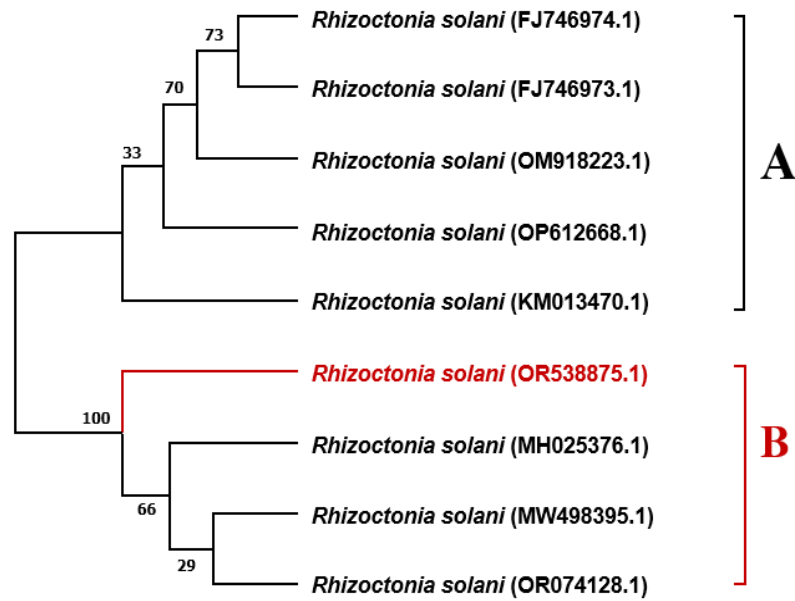 Rhizoctonia solani (FJ746974.1)
73
Rhizoctonia solani (FJ746973.1)
70
33
Rhizoctonia solani (OM918223.1)
A
Rhizoctonia solani (OP612668.1)
Rhizoctonia solani (KM013470.1)
Rhizoctonia solani (OR538875.1)
100
B
Rhizoctonia solani (MH025376.1)
66
Rhizoctonia solani (MW498395.1)
29
Rhizoctonia solani (OR074128.1)